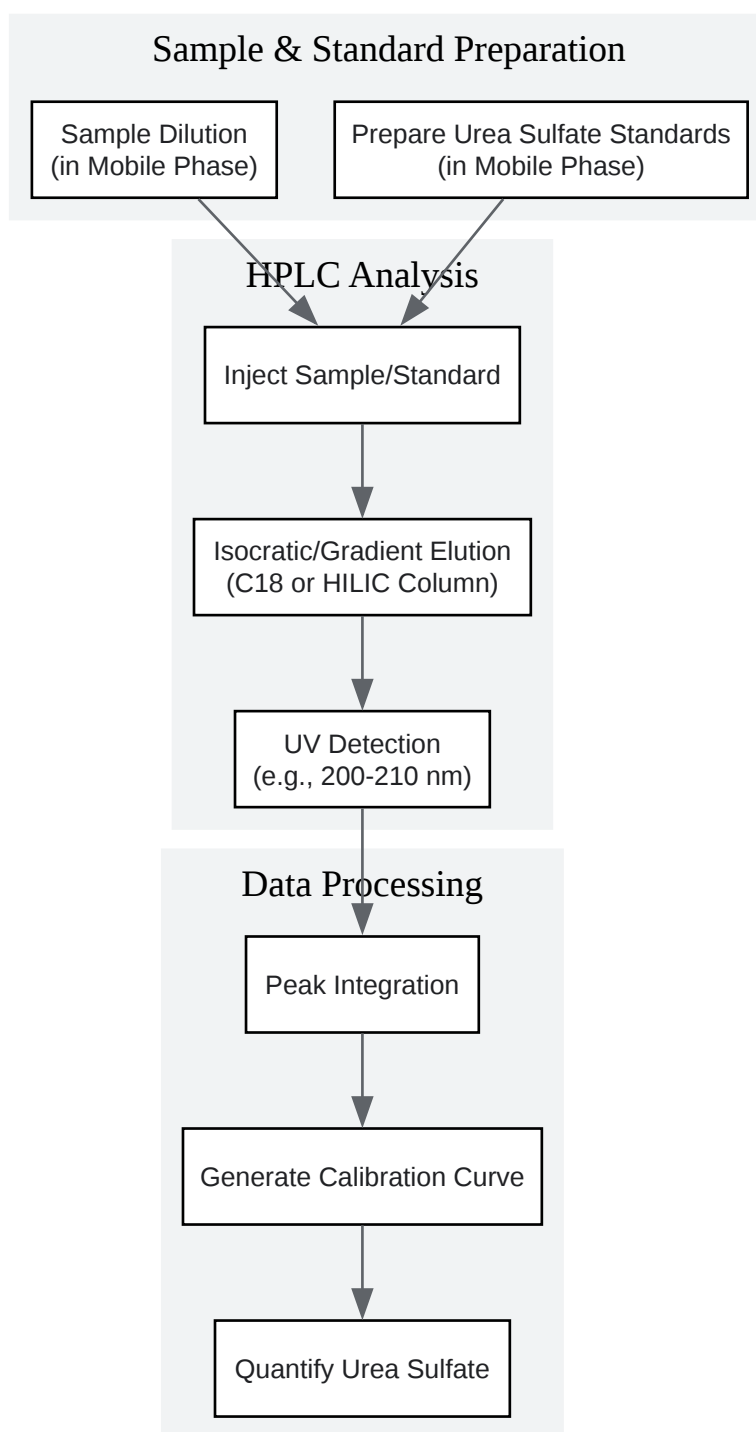 Sample & Standard Preparation
Sample Dilution
(in Mobile Phase)
Prepare Urea Sulfate Standards
(in Mobile Phase)
HPLC Analysis
Inject Sample/Standard
Isocratic/Gradient Elution
(C18 or HILIC Column)
UV Detection
(e.g., 200-210 nm)
Data Processing
Peak Integration
Generate Calibration Curve
Quantify Urea Sulfate